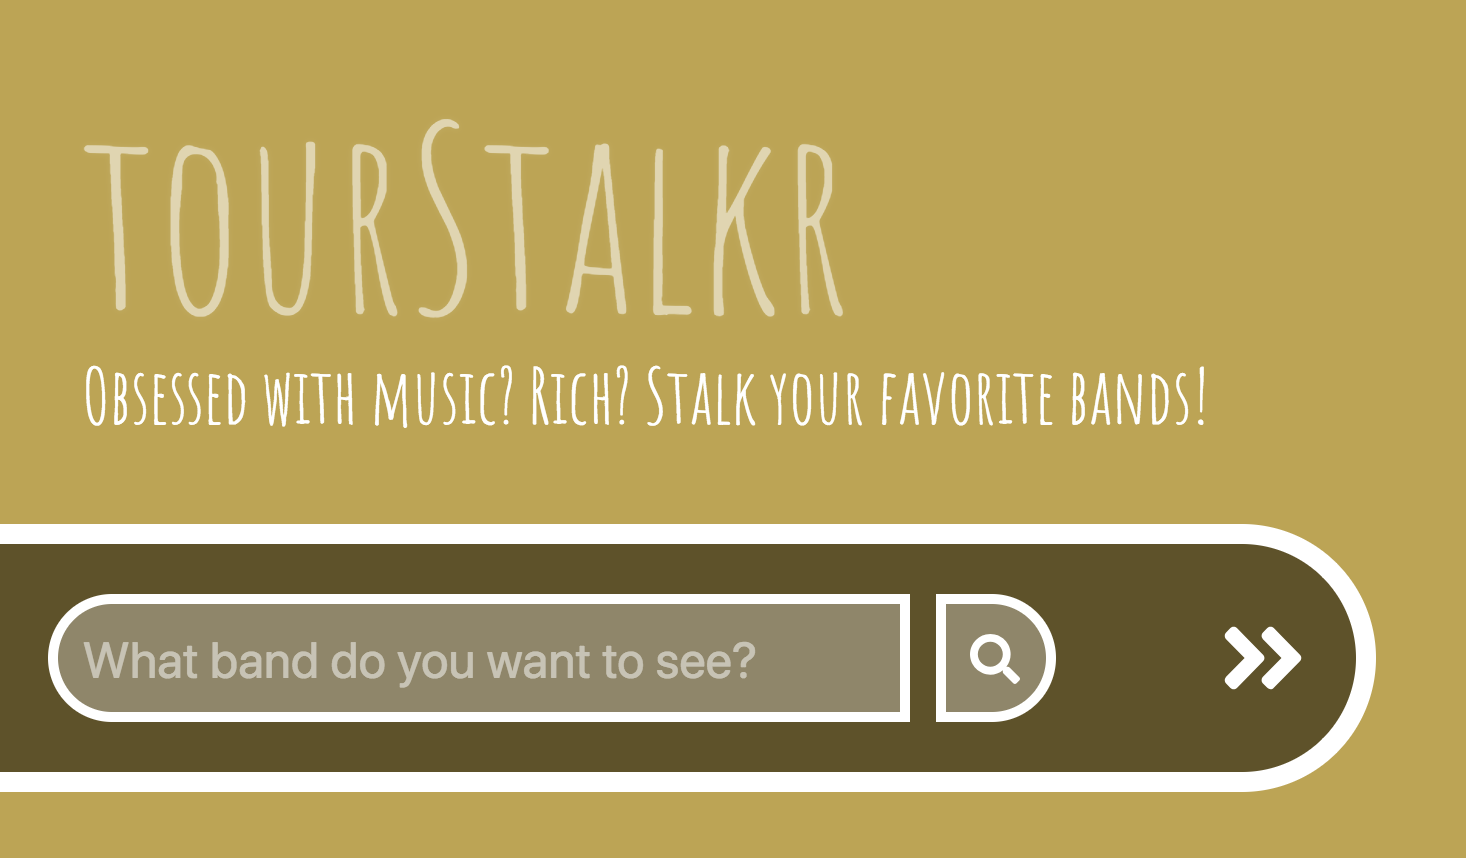 tourStalkr
Obsessed with music? Rich? Stalk your favorite bands!
What band do you want to see?